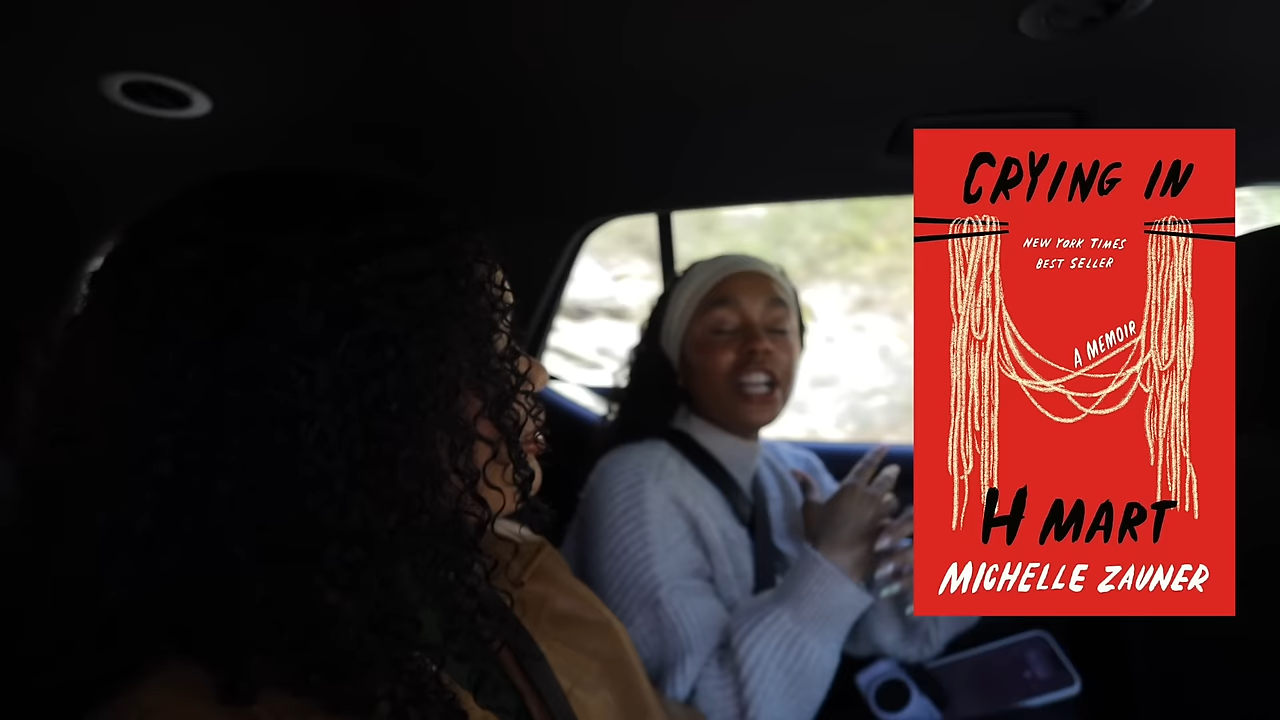 CRYING IN
NEW YORK TIMES
BEST SELLER
A MEMOIR
H MART
MICHELLE ZAUNER